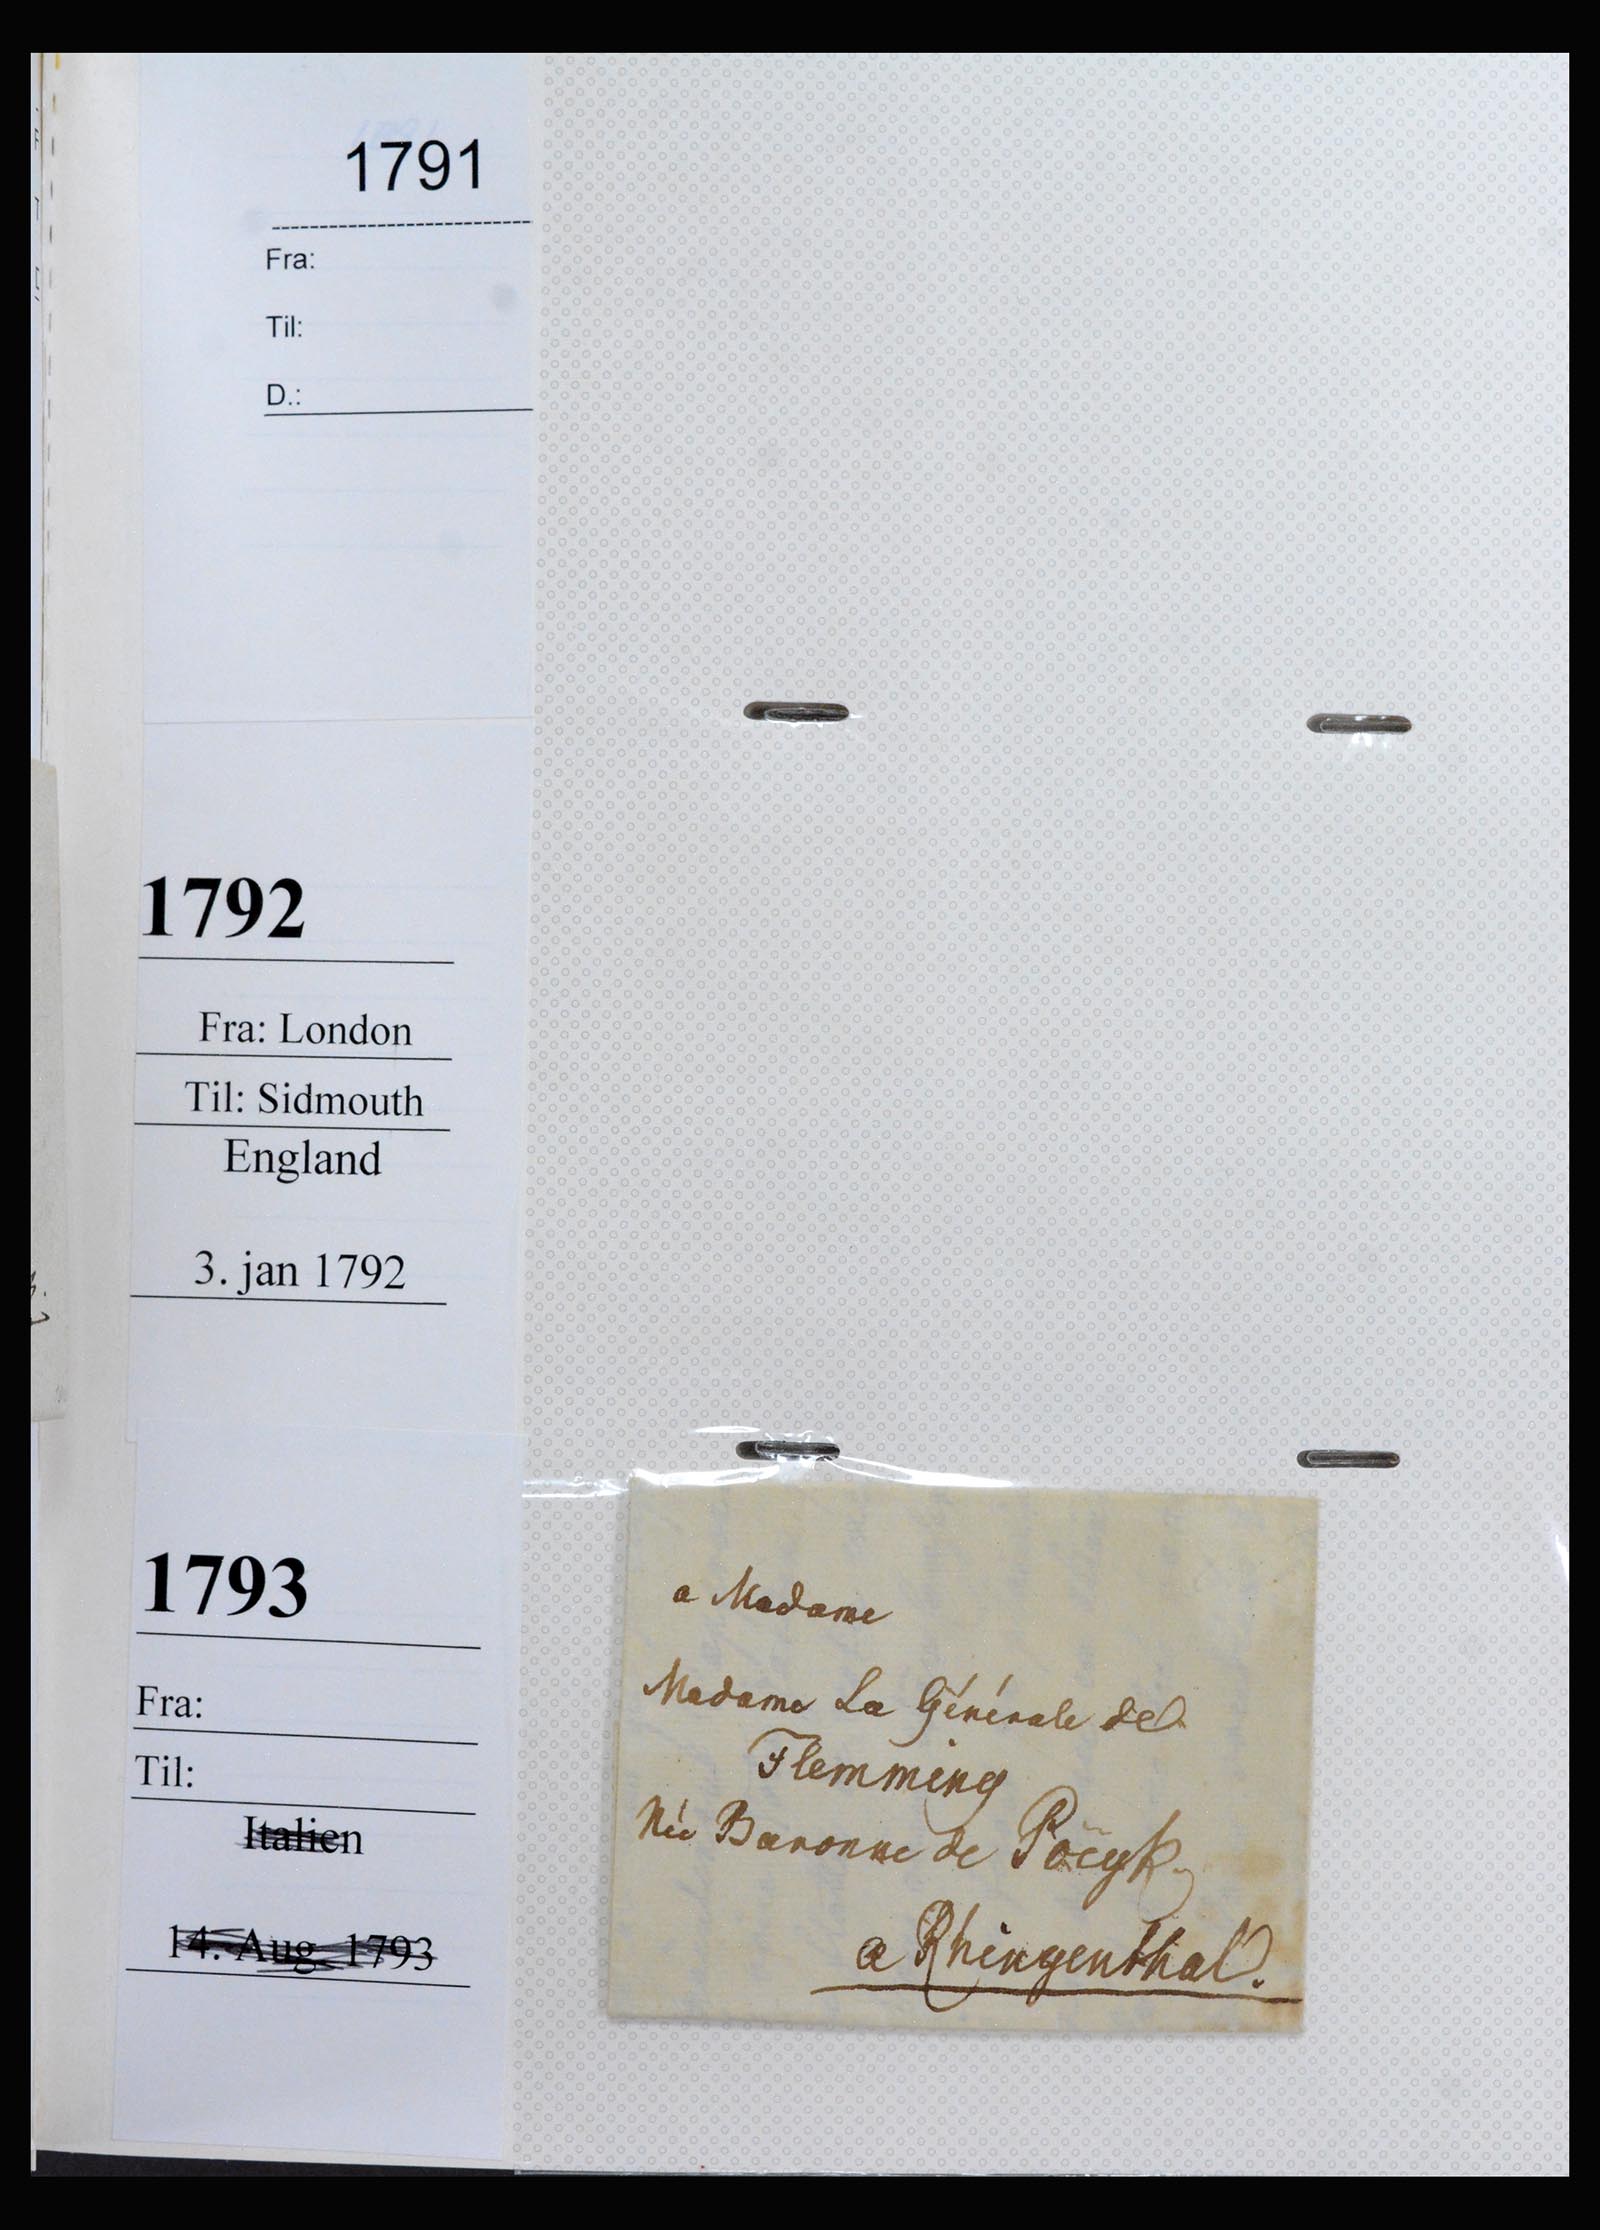 1791
Fra:
Til:
D.:
1792
Fra: London
Til: Sidmouth
England
3. jan 1792
1793
Fra:
Til:
Italien
14. Aug 1793
a Madame
Madame La Générale de
Flemming
Née Baronne de
a Rhingenthal.